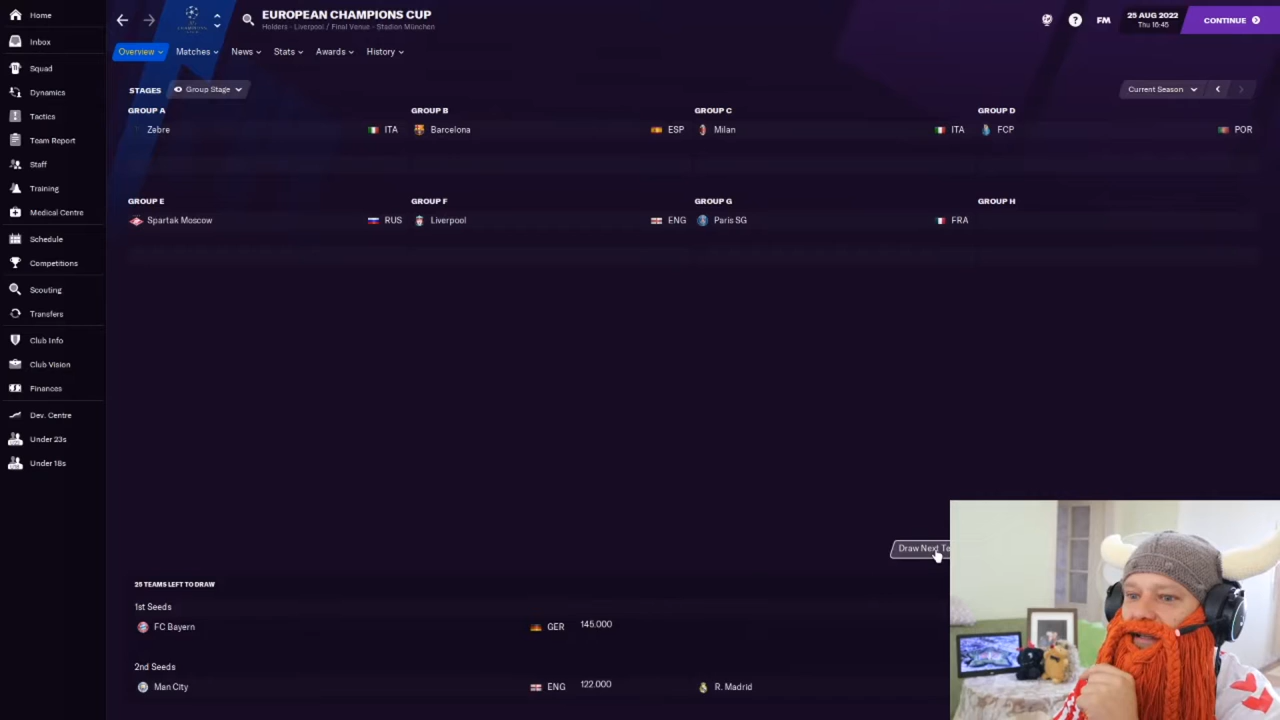 Home
Inbox
Squad
Dynamics
Tactics
Team Report
Staff
Training
Medical Centre
Schedule
Competitions
Scouting
Transfers
Club Info
Club Vision
Finances
Dev. Centre
Under 23s
Under 18s
EUROPEAN CHAMPIONS CUP
Holders - Liverpool / Final Venue - Stadion München
FM
25 AUG 2022
Thu 16:45
CONTINUE
Overview Matches News Stats Awards History
STAGES Group Stage Current Season
GROUP A GROUP B GROUP C GROUP D
Zebre ITA Barcelona ESP Milan ITA FCP POR
GROUP E GROUP F GROUP G GROUP H
Spartak Moscow RUS Liverpool ENG Paris SG FRA
Draw Next Te
25 TEAMS LEFT TO DRAW
1st Seeds
FC Bayern GER 145.000
2nd Seeds
Man City ENG 122.000 R. Madrid